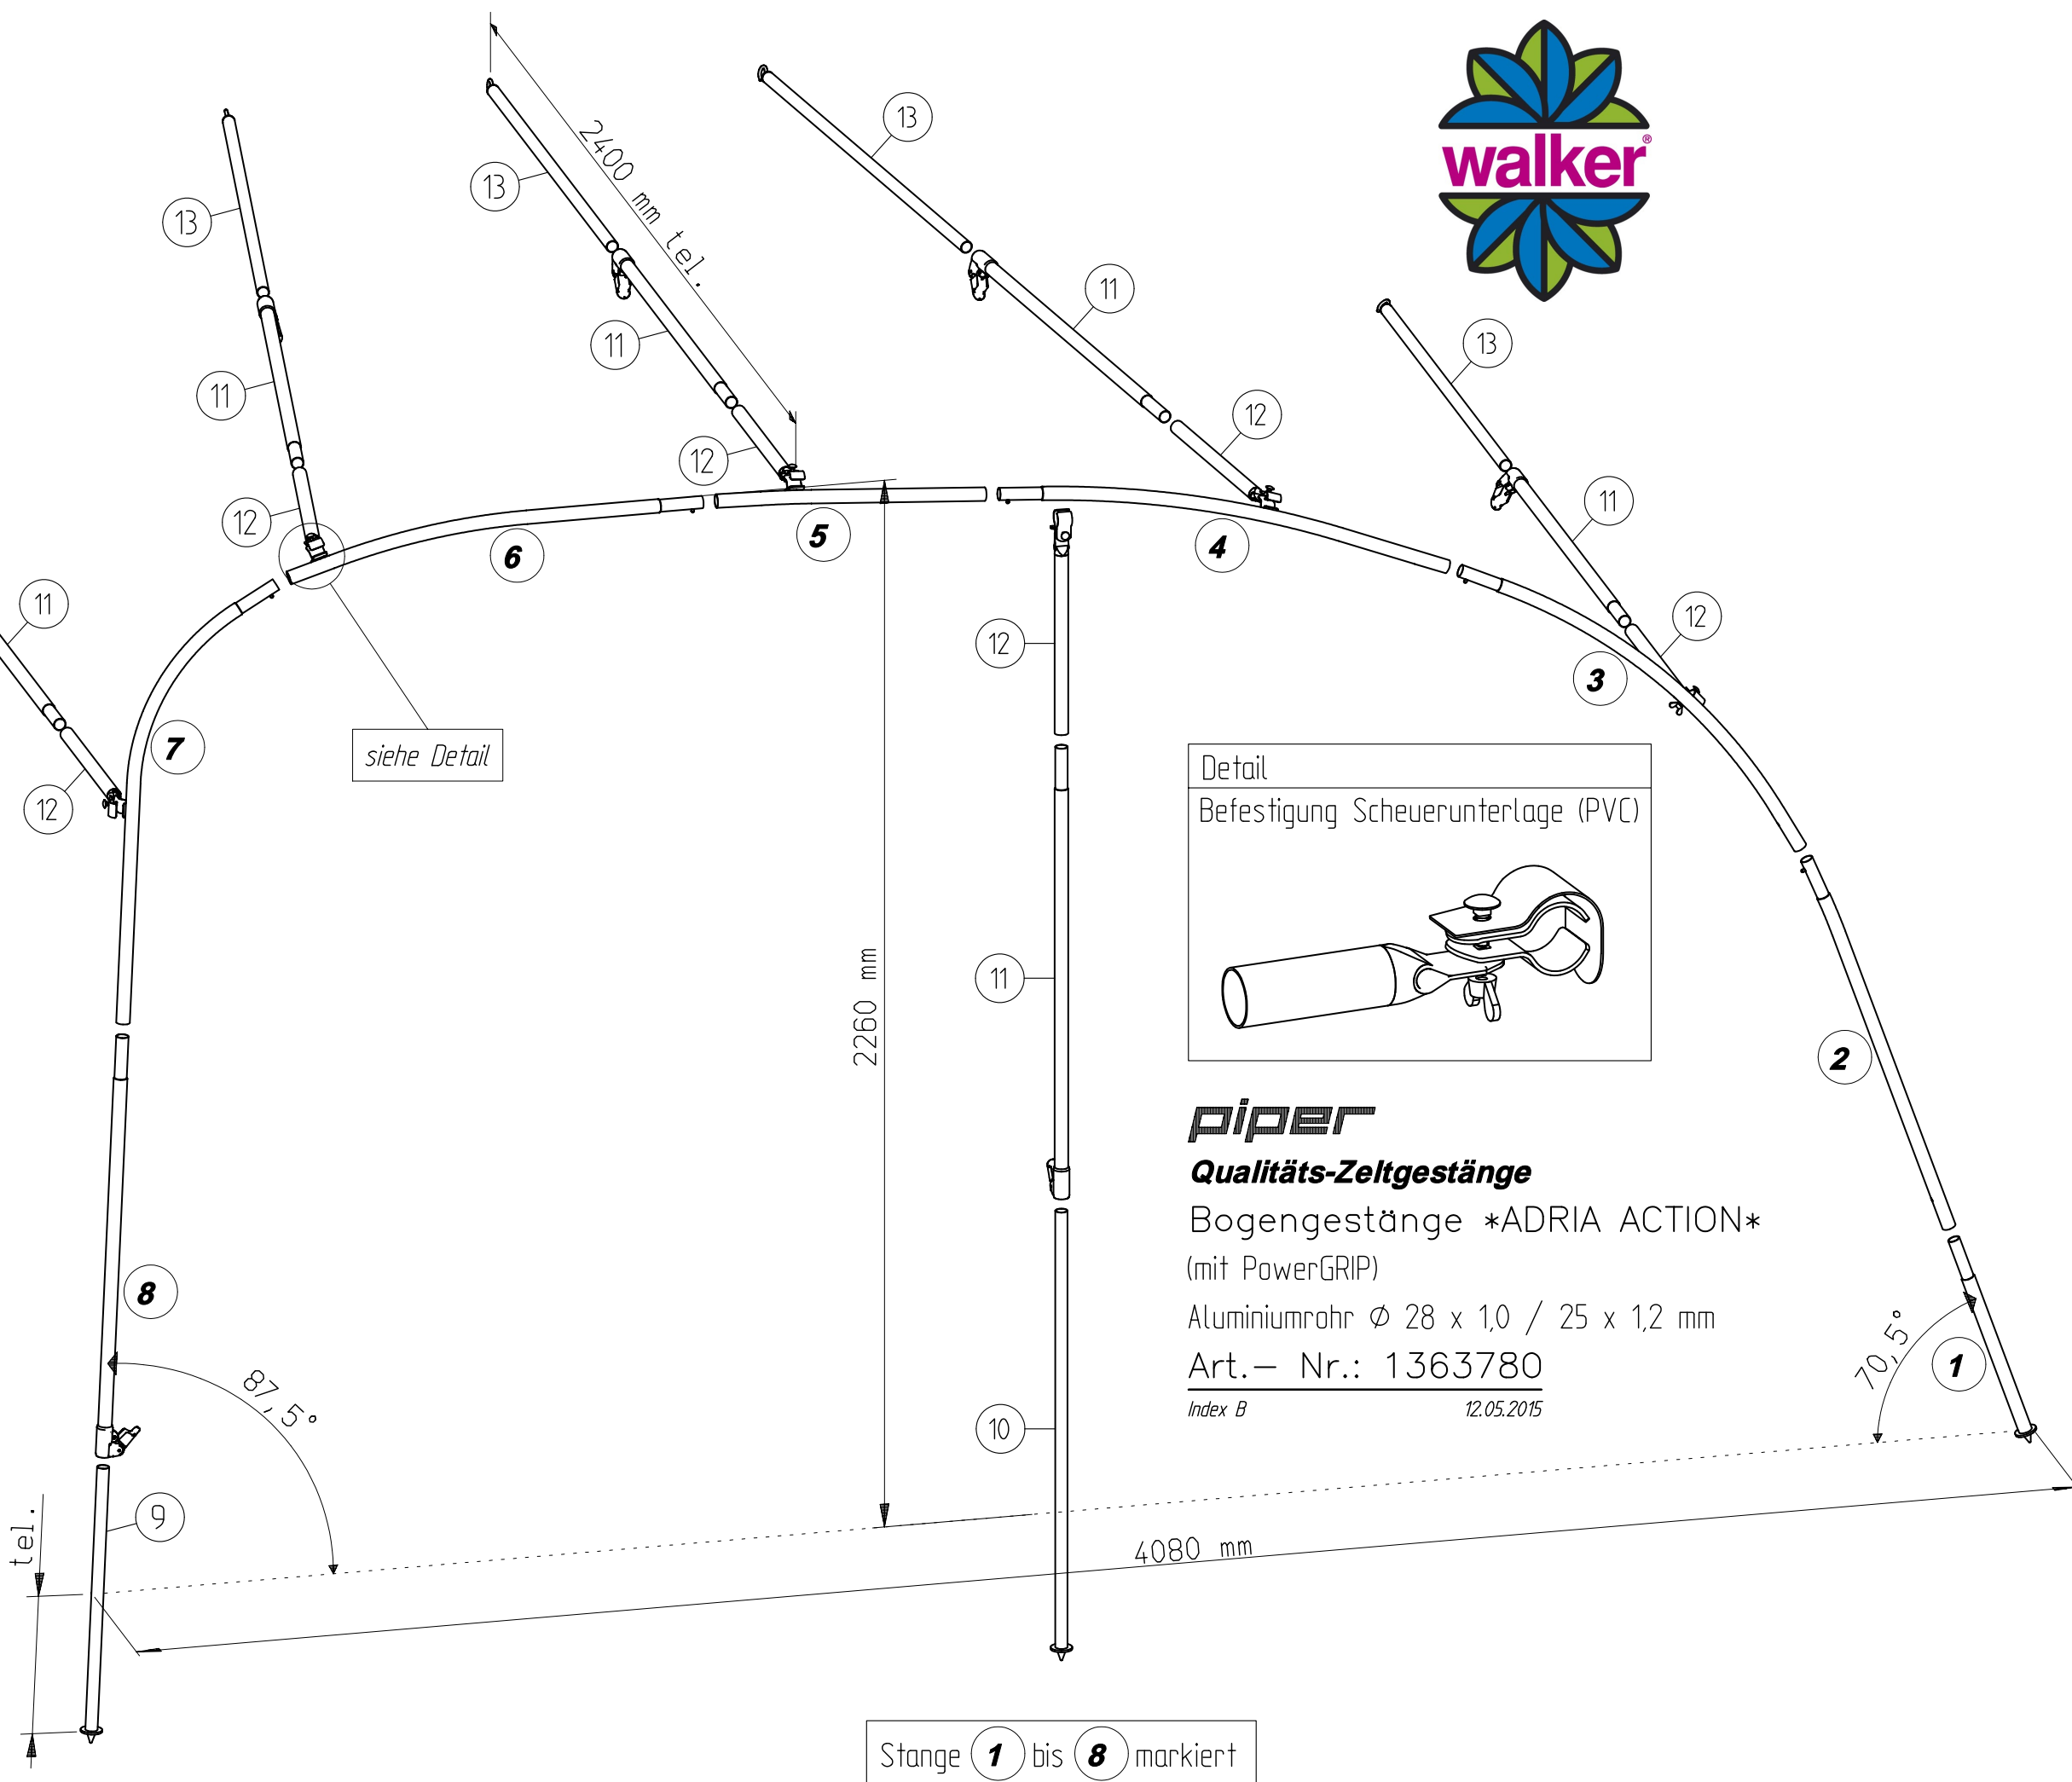 walker®
2400 mm tel.
13
13
13
13
11
11
11
11
11
12
12
12
12
12
12
6
5
4
3
7
siehe Detail
2260 mm
11
Detail
Befestigung Scheuerunterlage (PVC)
2
piper
Qualitäts-Zeltgestänge
Bogengestänge *ADRIA ACTION*
(mit PowerGRIP)
Aluminiumrohr Ø 28 x 1,0 / 25 x 1,2 mm
Art.– Nr.: 1363780
Index B 12.05.2015
8
87,5°
70,5°
1
10
9
tel.
4080 mm
Stange 1 bis 8 markiert